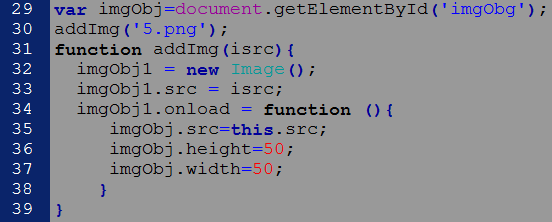 29 var imgObj=document.getElementById('imgObg');
30 addImg('5.png');
31 function addImg(isrc){
32 imgObj1 = new Image();
33 imgObj1.src = isrc;
34 imgObj1.onload = function (){
35 imgObj.src=this.src;
36 imgObj.height=50;
37 imgObj.width=50;
38 }
39 }